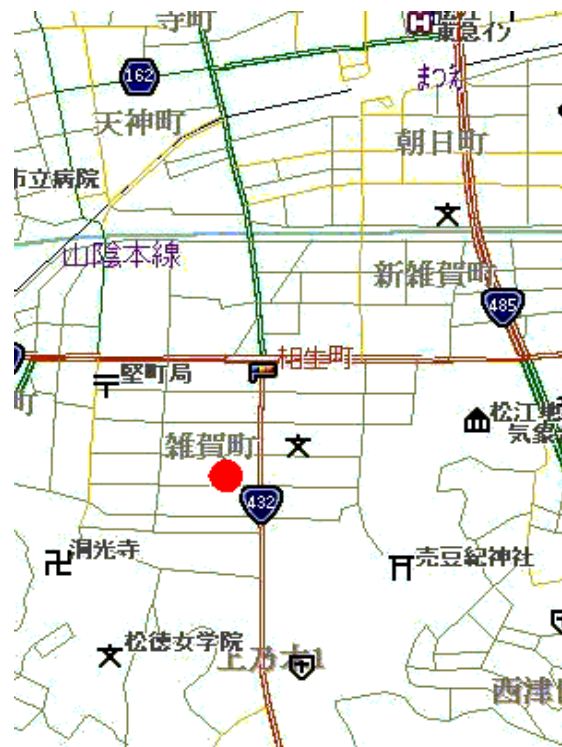 寺町
東急イン
162
まつえ
天神町
朝日町
市立病院
山陰本線
新雑賀町
485
相生町
竪町局
町
松江地
気象
雑賀町
432
洞光寺
売豆紀神社
松徳女学院
上乃木1
西津田